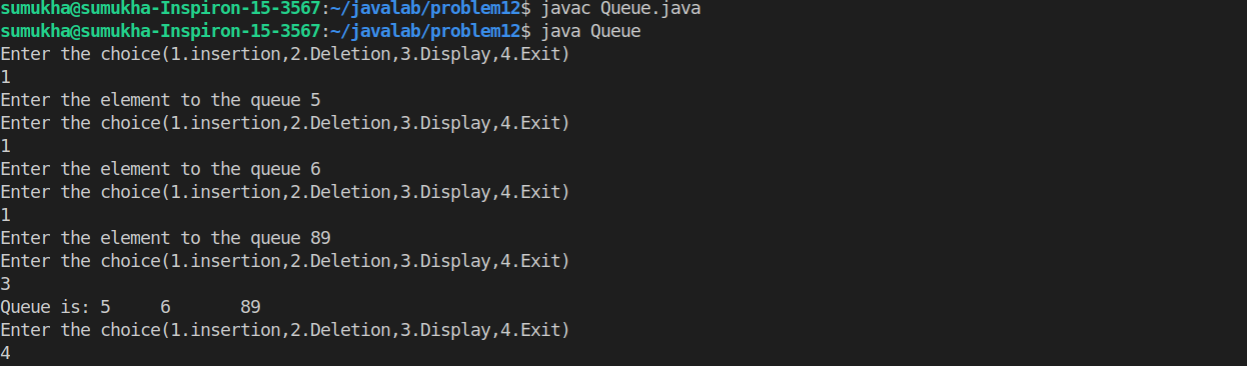 sumukha@sumukha-Inspiron-15-3567:~/javalab/problem12$ javac Queue.java
sumukha@sumukha-Inspiron-15-3567:~/javalab/problem12$ java Queue
Enter the choice(1.insertion,2.Deletion,3.Display,4.Exit)
1
Enter the element to the queue 5
Enter the choice(1.insertion,2.Deletion,3.Display,4.Exit)
1
Enter the element to the queue 6
Enter the choice(1.insertion,2.Deletion,3.Display,4.Exit)
1
Enter the element to the queue 89
Enter the choice(1.insertion,2.Deletion,3.Display,4.Exit)
3
Queue is: 5     6       89
Enter the choice(1.insertion,2.Deletion,3.Display,4.Exit)
4